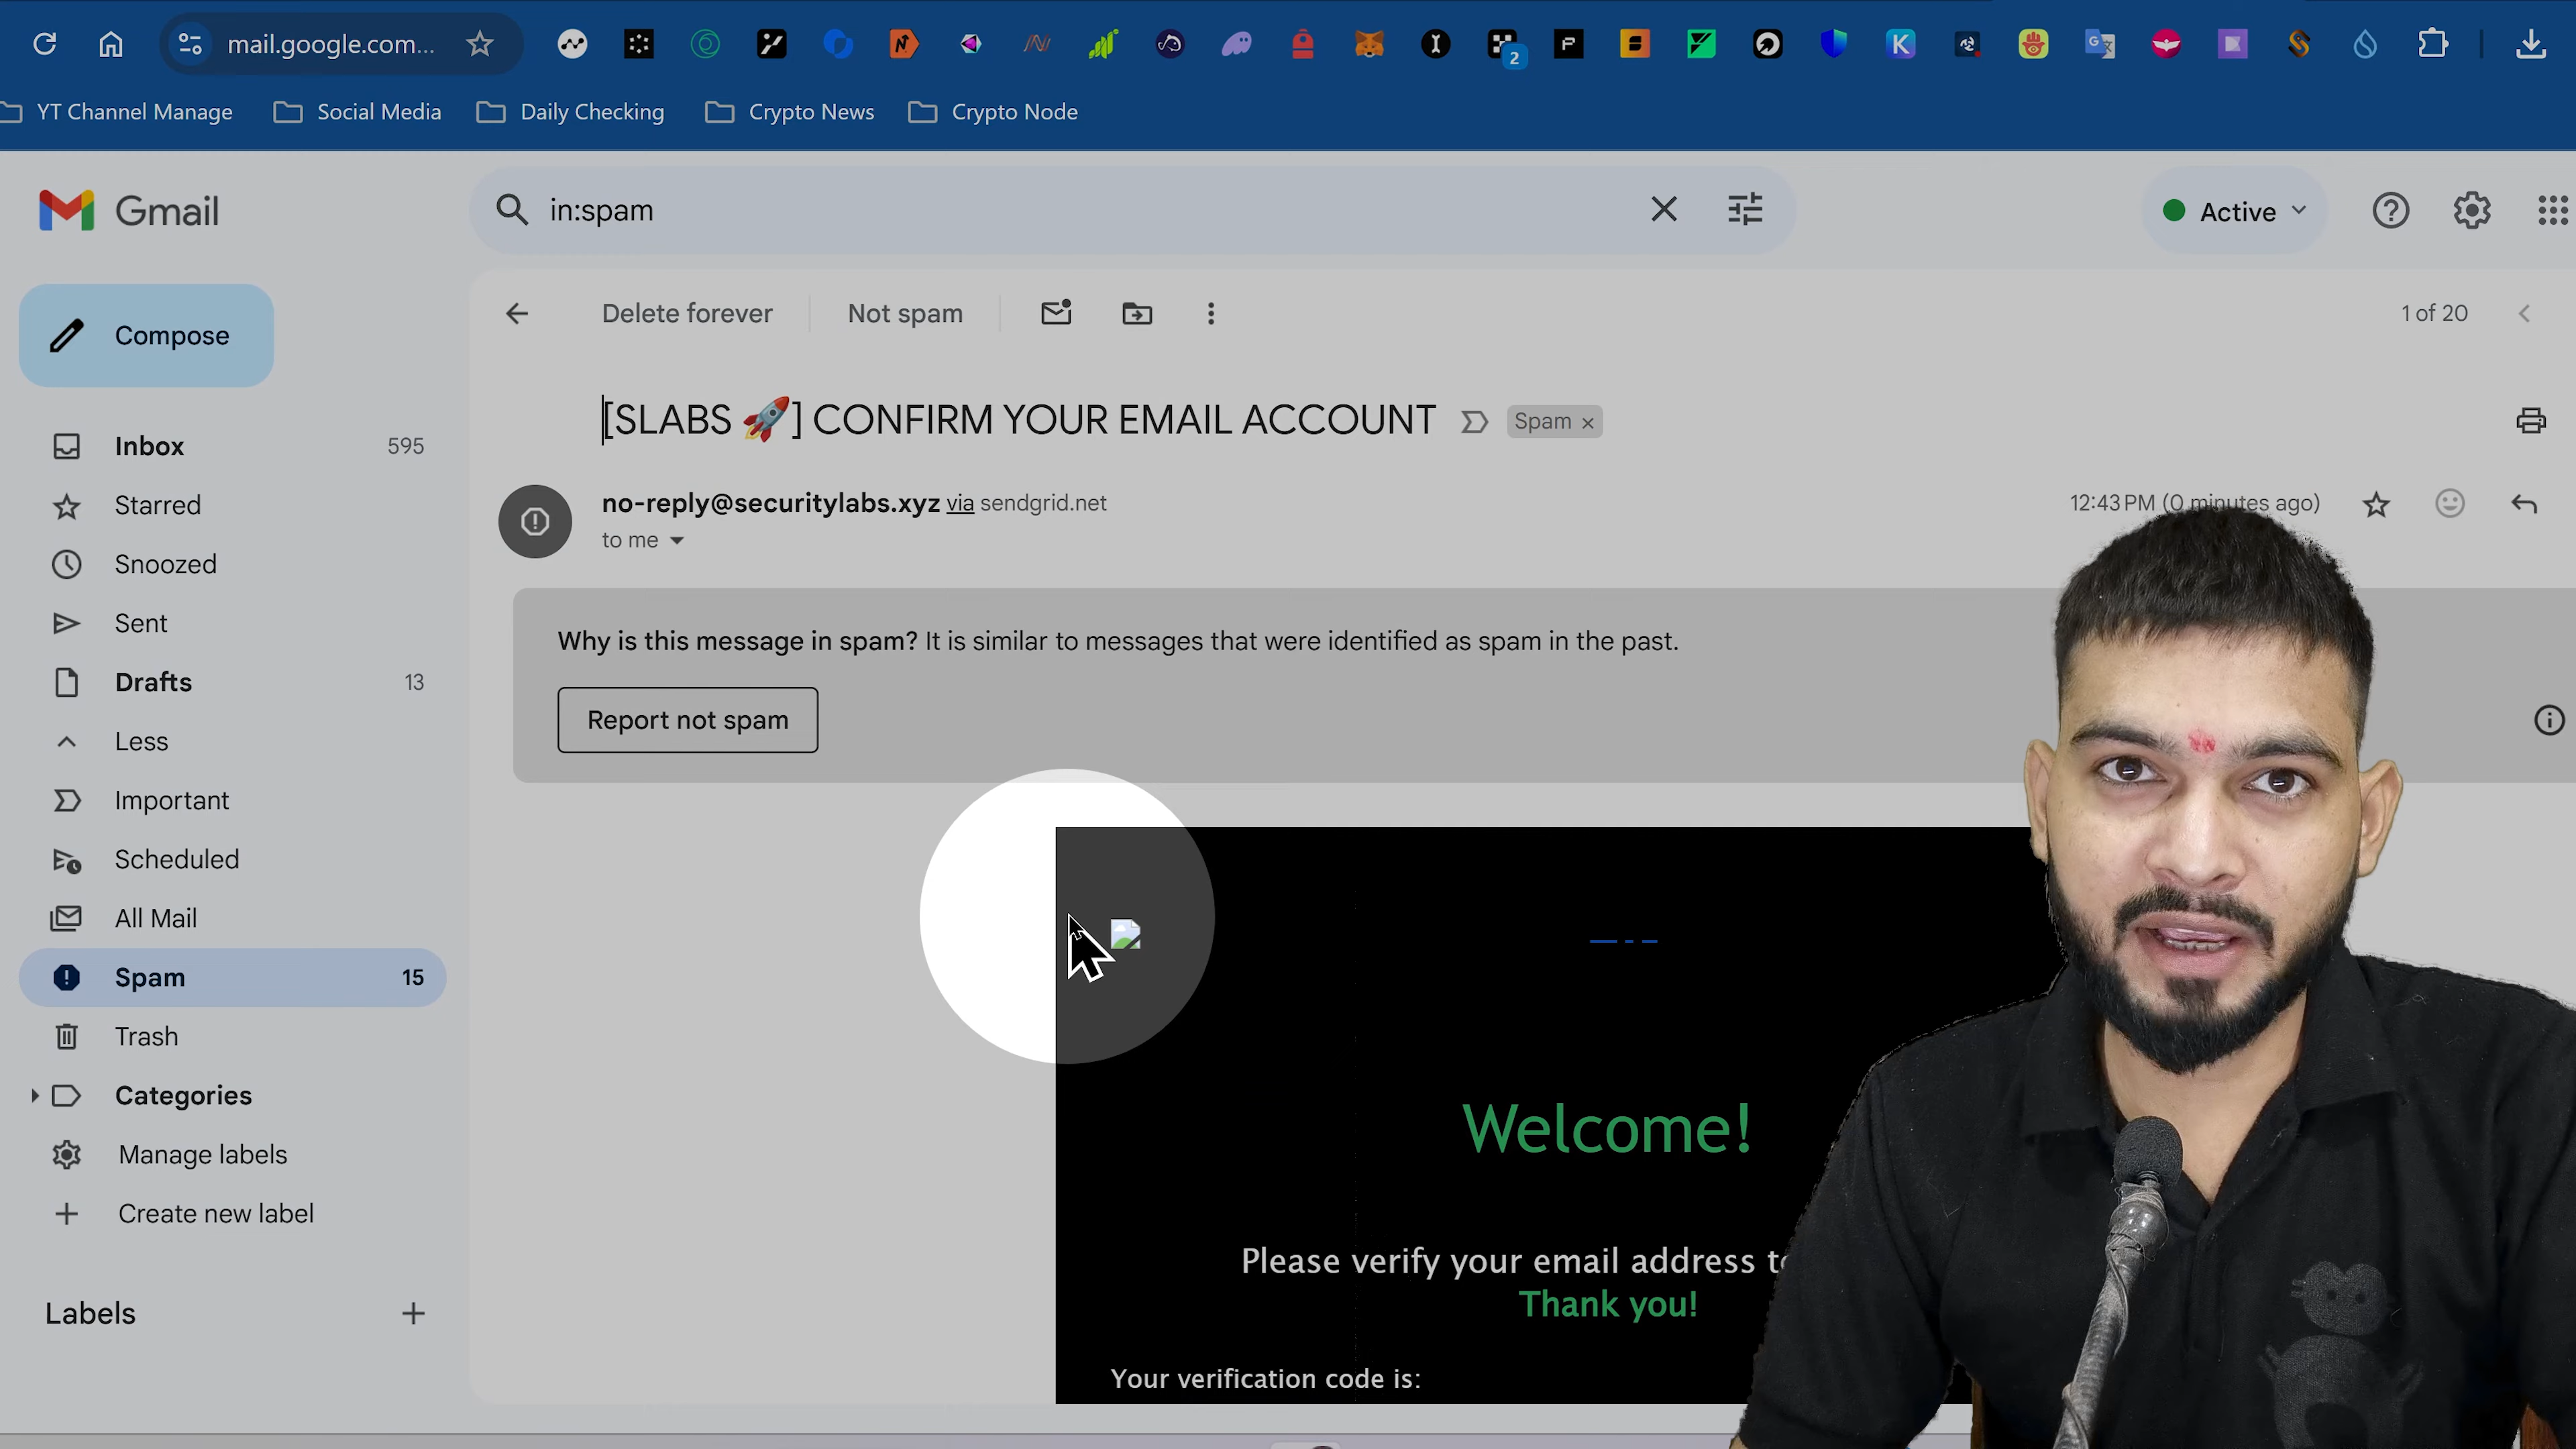 mail.google.com...
2
YT Channel Manage
Social Media
Daily Checking
Crypto News
Crypto Node
Gmail
in:spam
Active
Compose
Delete forever
Not spam
1 of 20
[SLABS 🚀] CONFIRM YOUR EMAIL ACCOUNT
Spam ×
Inbox 595
Starred
Snoozed
Sent
Drafts 13
Less
Important
Scheduled
All Mail
Spam 15
Trash
Categories
Manage labels
Create new label
Labels
no-reply@securitylabs.xyz via sendgrid.net
12:43 PM (0 minutes ago)
to me
Why is this message in spam? It is similar to messages that were identified as spam in the past.
Report not spam
Welcome!
Please verify your email address
Thank you!
Your verification code is: